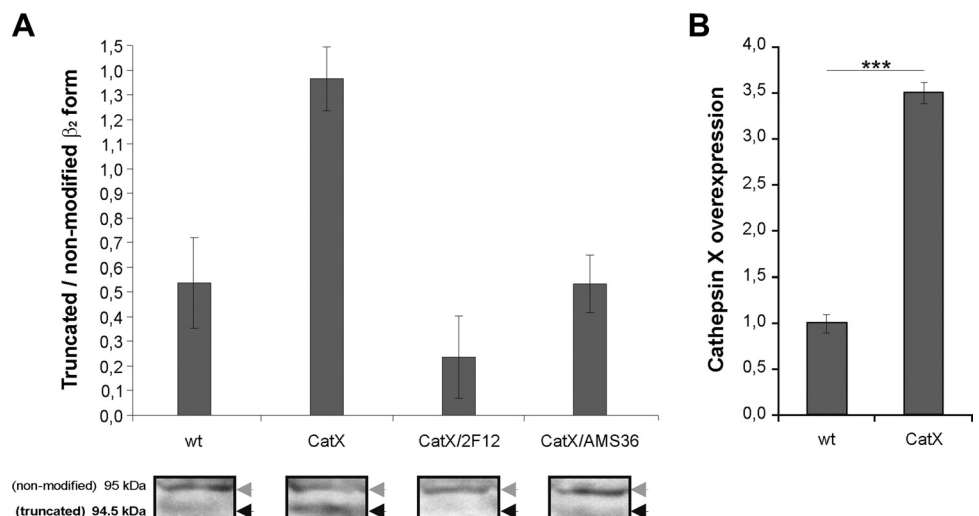 A
Truncated / non-modified β₂ form
1,5
1,0
1,3
1,2
1,1
1,0
0,9
0,8
0,7
0,6
0,5
0,4
0,3
0,2
0,1
0,0
wt
CatX
CatX/2F12
CatX/AMS36
(non-modified) 95 kDa
(truncated) 94.5 kDa
B
Cathepsin X overexpression
4,0
3,5
3,0
2,5
2,0
1,5
1,0
0,5
0,0
***
wt
CatX